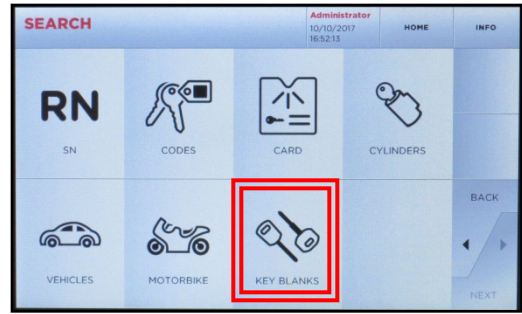 SEARCH
Administrator
10/10/2017
16:52:13
HOME
INFO
RN
SN
CODES
CARD
CYLINDERS
BACK
VEHICLES
MOTORBIKE
KEY BLANKS
NEXT